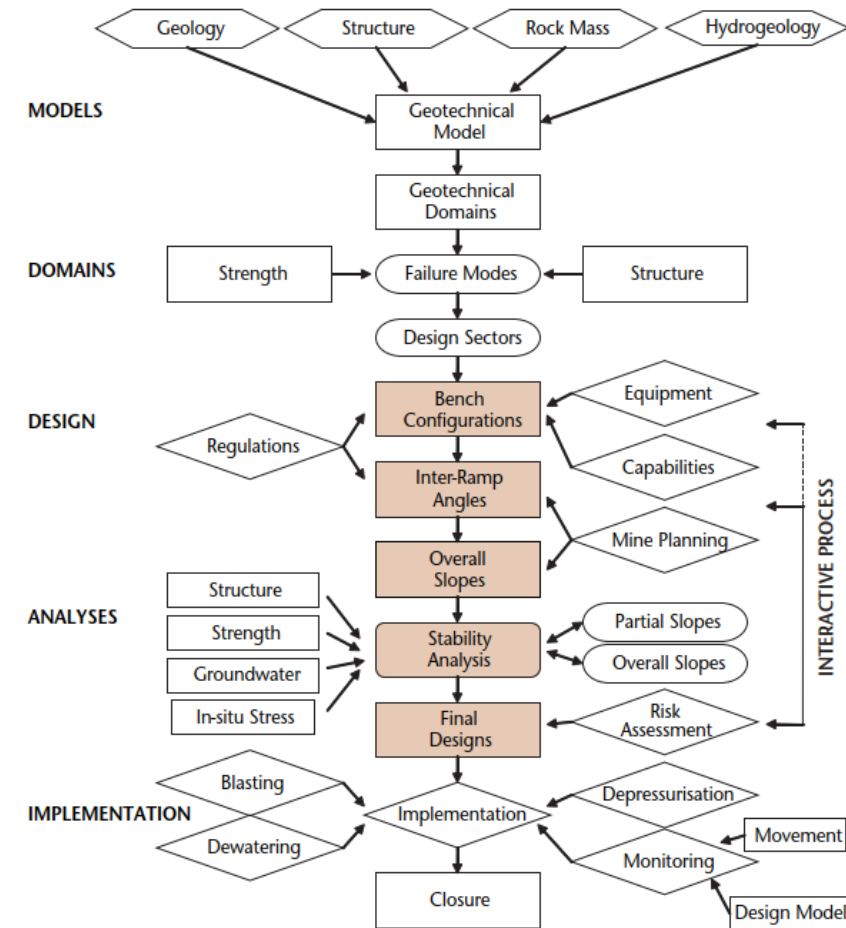 Geology
Structure
Rock Mass
Hydrogeology
MODELS
Geotechnical
Model
Geotechnical
Domains
DOMAINS
Strength
Failure Modes
Structure
Design Sectors
DESIGN
Regulations
Bench
Configurations
Equipment
Capabilities
Inter-Ramp
Angles
Mine Planning
Overall
Slopes
INTERACTIVE PROCESS
ANALYSES
Structure
Strength
Groundwater
In-situ Stress
Stability
Analysis
Partial Slopes
Overall Slopes
Final
Designs
Risk
Assessment
IMPLEMENTATION
Blasting
Dewatering
Implementation
Depressurisation
Monitoring
Movement
Design Model
Closure